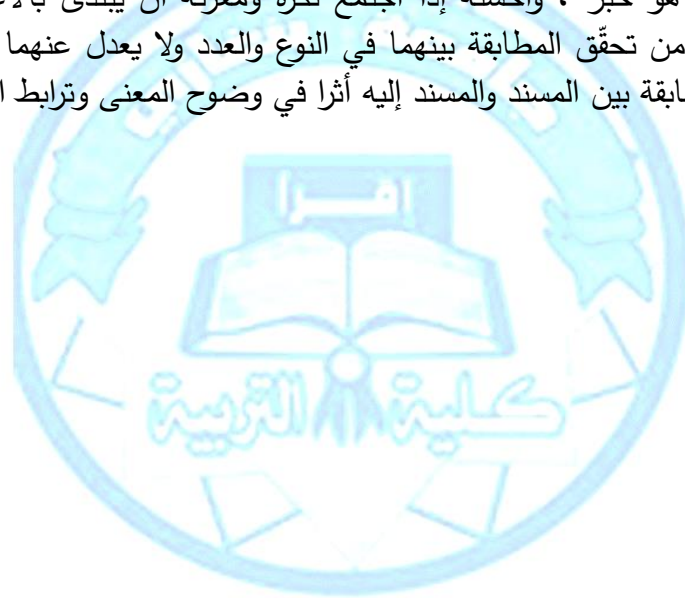 هو خبر ، وأحسنه إذا اجتمع نكرة ومعرفة أن يبتدئ
من تحقّق المطابقة بينهما في النوع والعدد ولا يعدل عنهما
بين المسند والمسند إليه أثرا في وضوح المعنى وترابط
اقرأ
كلية التربية